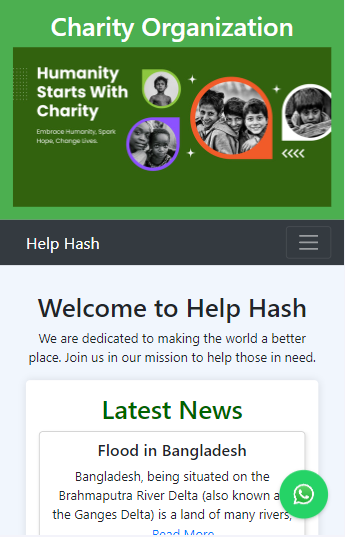 Charity Organization
Humanity
Starts With
Charity
Embrace Humanity, Spark
Hope, Change Lives.
Help Hash
Welcome to Help Hash
We are dedicated to making the world a better
place. Join us in our mission to help those in need.
Latest News
Flood in Bangladesh
Bangladesh, being situated on the
Brahmaputra River Delta (also known a
the Ganges Delta) is a land of many rivers,
Read More